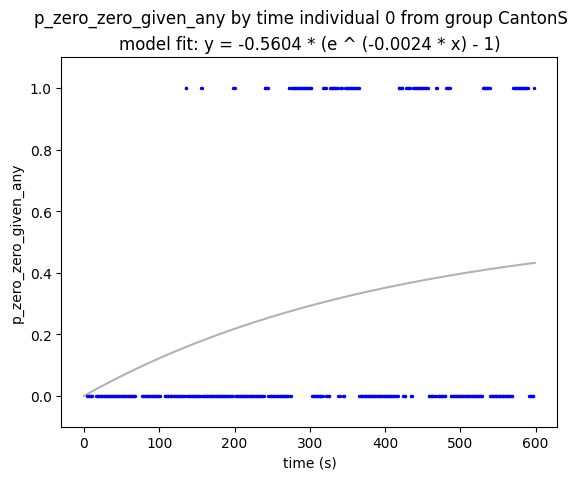 p_zero_zero_given_any by time individual 0 from group CantonS
model fit: y = -0.5604 * (e ^ (-0.0024 * x) - 1)
1.0
0.8
0.6
0.4
0.2
0.0
p_zero_zero_given_any
0 100 200 300 400 500 600
time (s)